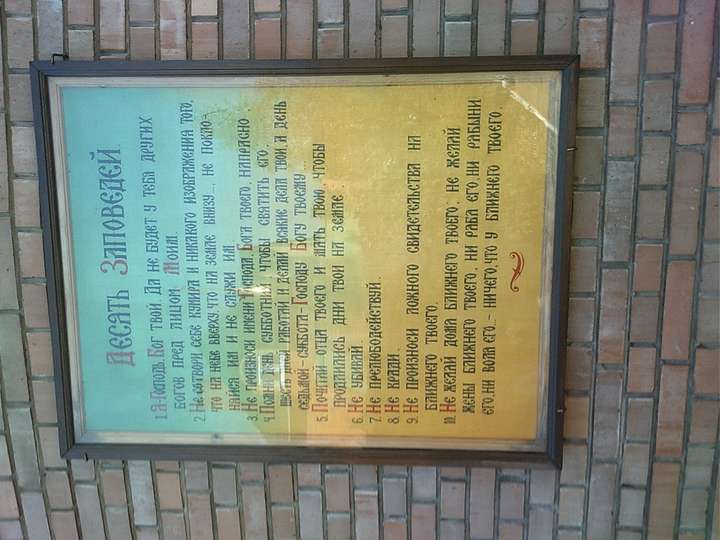 Десять Заповедей
1. Я-Господь Бог твой. Да не будет у тебя других
богов пред лицом Моим.
2. Не сотвори себе кумира и никакого изображения того,
что на небе вверху, что на земле внизу..., не покло-
няйся им и не служи им.
3. Не произноси имени Господа, Бога твоего, напрасно.
4. Помни день субботний, чтобы святить его.
шесть дней работай и делай всякие дела твои, а день
седьмой - суббота - Господу Богу твоему.
5. Почитай отца твоего и мать твою, чтобы
продлились дни твои на земле.
6. Не убивай.
7. Не прелюбодействуй.
8. Не кради.
9. Не произноси ложного свидетельства на
ближнего твоего.
10. Не желай дома ближнего твоего, не желай
жены ближнего твоего, ни раба его, ни рабыни
его, ни вола его,- ничего, что у ближнего твоего.